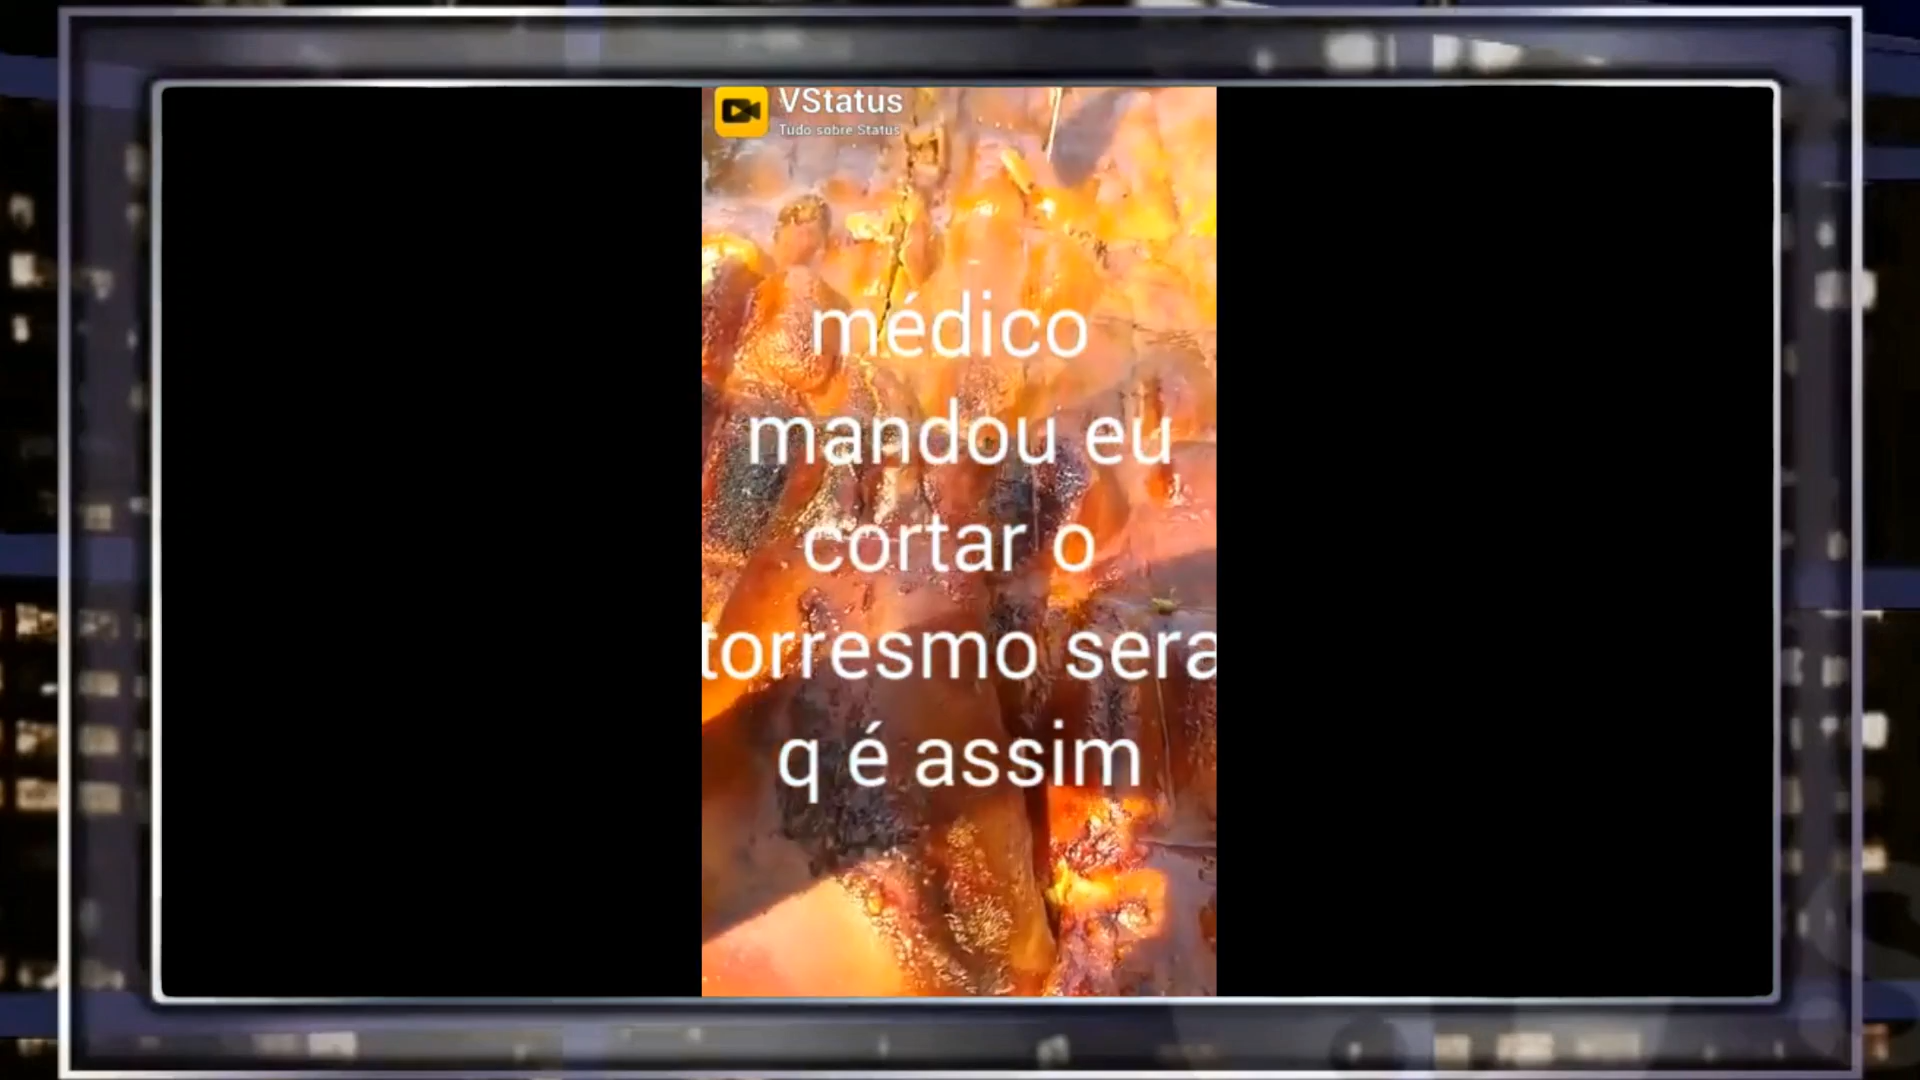 VStatus
Tudo sobre Status
médico
mandou eu
cortar o
torresmo sera
q é assim